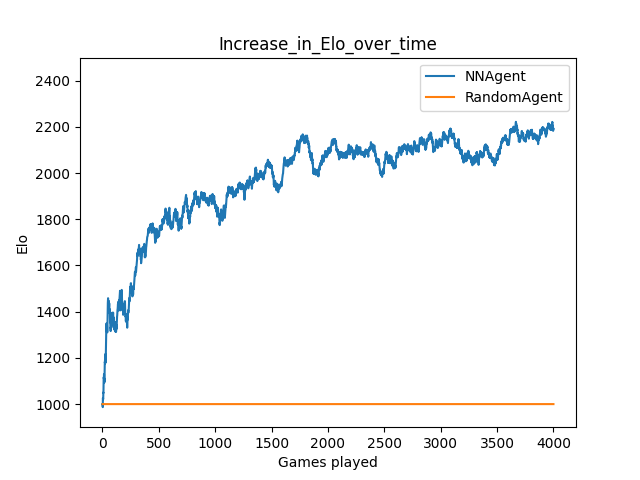 Increase_in_Elo_over_time
NNAgent
RandomAgent
Elo
2400
2200
2000
1800
1600
1400
1200
1000
0 500 1000 1500 2000 2500 3000 3500 4000
Games played